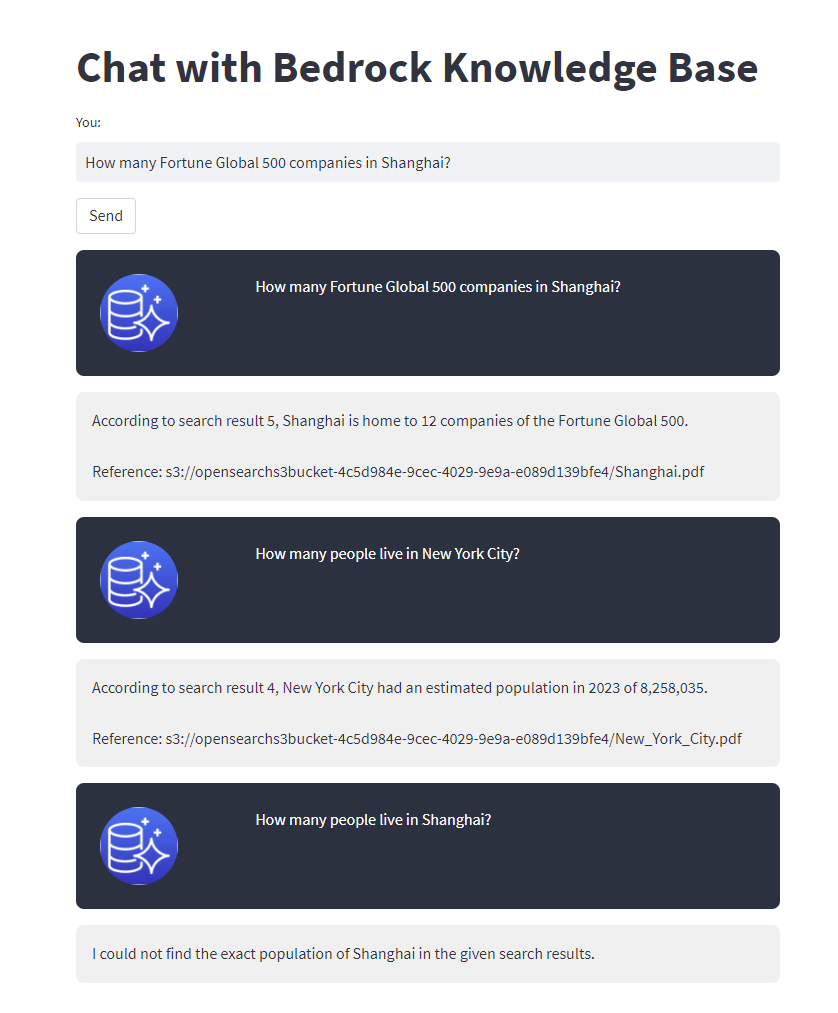 Chat with Bedrock Knowledge Base
You:
How many Fortune Global 500 companies in Shanghai?
Send
How many Fortune Global 500 companies in Shanghai?
According to search result 5, Shanghai is home to 12 companies of the Fortune Global 500.
Reference: s3://opensearchs3bucket-4c5d984e-9cec-4029-9e9a-e089d139bfe4/Shanghai.pdf
How many people live in New York City?
According to search result 4, New York City had an estimated population in 2023 of 8,258,035.
Reference: s3://opensearchs3bucket-4c5d984e-9cec-4029-9e9a-e089d139bfe4/New_York_City.pdf
How many people live in Shanghai?
I could not find the exact population of Shanghai in the given search results.